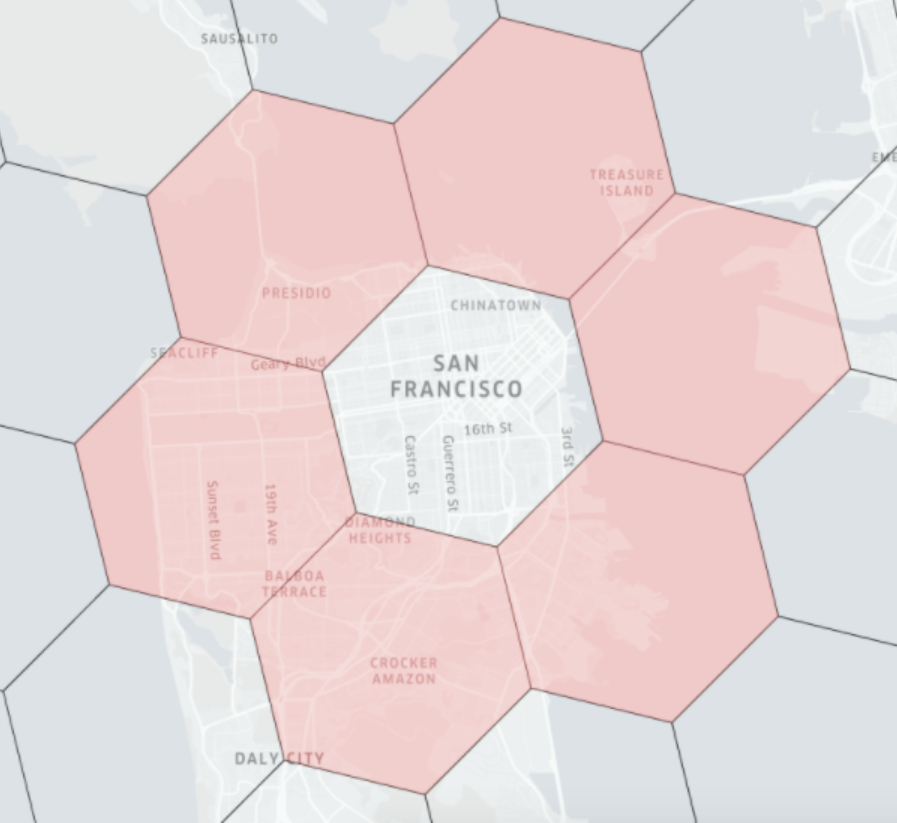 SAUSALITO
TREASURE
ISLAND
PRESIDIO
CHINATOWN
SEACLIFF
Geary Blvd
SAN
FRANCISCO
16th St
3rd St
Castro St
Guerrero St
Sunset Blvd
19th Ave
DIAMOND
HEIGHTS
BALBOA
TERRACE
CROCKER
AMAZON
DALY CITY